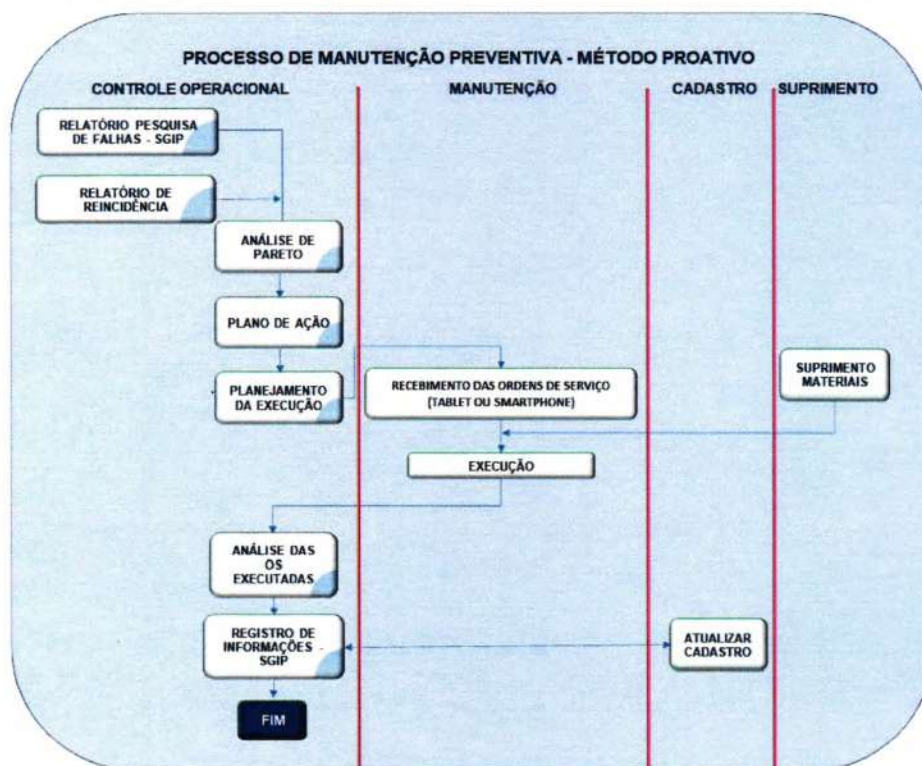 PROCESSO DE MANUTENÇÃO PREVENTIVA - MÉTODO PROATIVO
CONTROLE OPERACIONAL
MANUTENÇÃO
CADASTRO
SUPRIMENTO
RELATÓRIO PESQUISA
DE FALHAS - SGIP
RELATÓRIO DE
REINCIDÊNCIA
ANÁLISE DE
PARETO
PLANO DE AÇÃO
PLANEJAMENTO
DA EXECUÇÃO
RECEBIMENTO DAS ORDENS DE SERVIÇO
(TABLET OU SMARTPHONE)
SUPRIMENTO
MATERIAIS
EXECUÇÃO
ANÁLISE DAS
OS
EXECUTADAS
REGISTRO DE
INFORMAÇÕES -
SGIP
ATUALIZAR
CADASTRO
FIM